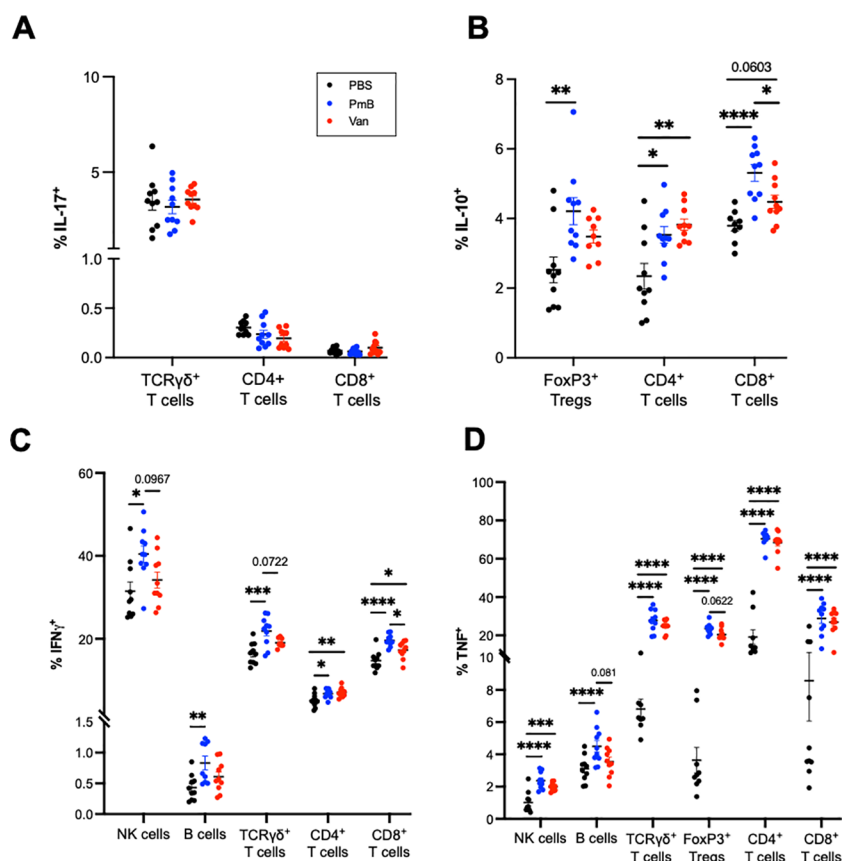 A
% IL-17⁺
10
5
1.0
0.5
0.0
PBS
PmB
Van
TCRγδ⁺
T cells
CD4+
T cells
CD8⁺
T cells
B
% IL-10⁺
8
6
4
2
0
**
**
*
0.0603
*
****
FoxP3⁺
Tregs
CD4⁺
T cells
CD8⁺
T cells
C
% IFNγ⁺
60
40
20
1.5
1.0
0.5
0.0
0.0967
*
**
0.0722
***
**
*
*
****
*
NK cells
B cells
TCRγδ⁺
T cells
CD4⁺
T cells
CD8⁺
T cells
D
% TNF⁺
100
80
60
40
20
10
8
6
4
2
0
***
****
0.081
****
****
****
****
****
0.0622
****
****
****
****
NK cells
B cells
TCRγδ⁺
T cells
FoxP3⁺
Tregs
CD4⁺
T cells
CD8⁺
T cells